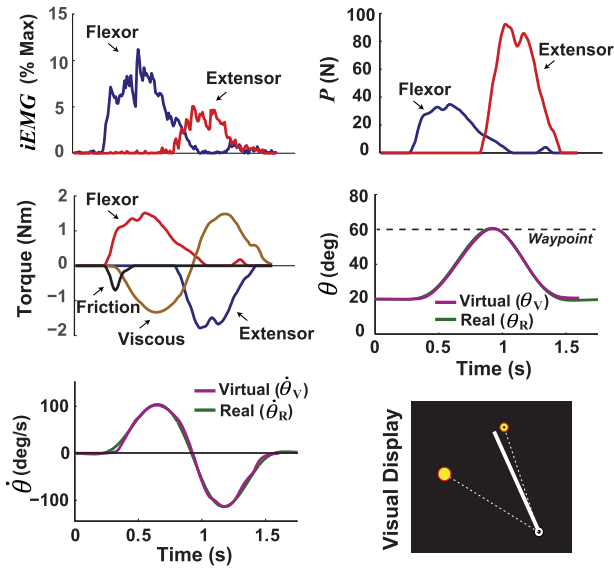 iEMG (% Max)
15
10
5
0
Flexor
Extensor
P (N)
100
80
60
40
20
0
Flexor
Extensor
Torque (Nm)
2
1
0
−1
−2
Flexor
Friction
Viscous
Extensor
θ (deg)
80
60
40
20
0
Waypoint
Virtual (θV)
Real (θR)
0
0.5
1
1.5
Time (s)
θ̇ (deg/s)
100
0
−100
Virtual (θ̇V)
Real (θ̇R)
0
0.5
1
1.5
Time (s)
Visual Display